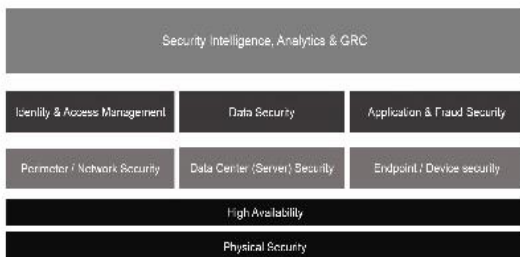 Security Intelligence, Analytics & GRC
Identity & Access Management
Data Security
Application & Fraud Security
Perimeter / Network Security
Data Center (Server) Security
Endpoint / Device security
High Availability
Physical Security